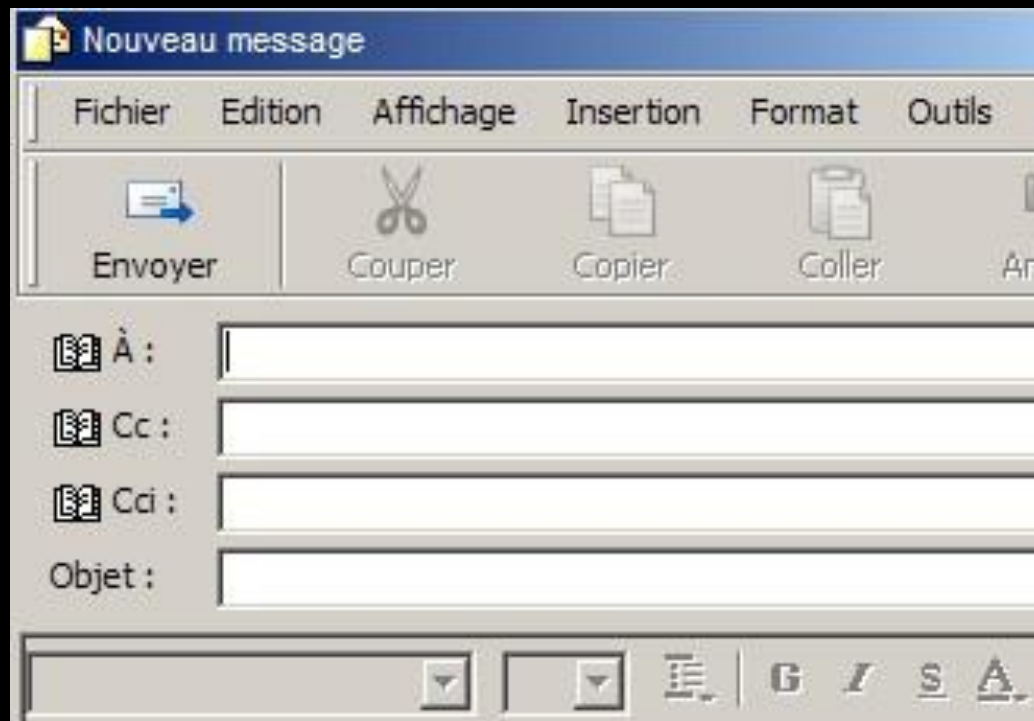 Nouveau message
Fichier Edition Affichage Insertion Format Outils
Envoyer Couper Copier Coller
À :
Cc :
Cci :
Objet :
G I S A